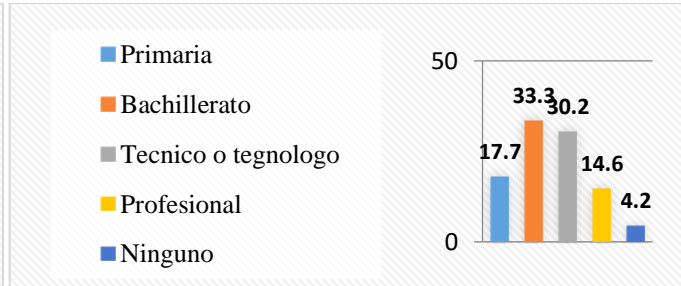 Primaria
Bachillerato
Tecnico o tegnologo
Profesional
Ninguno
50
33.3
30.2
17.7
14.6
4.2
0